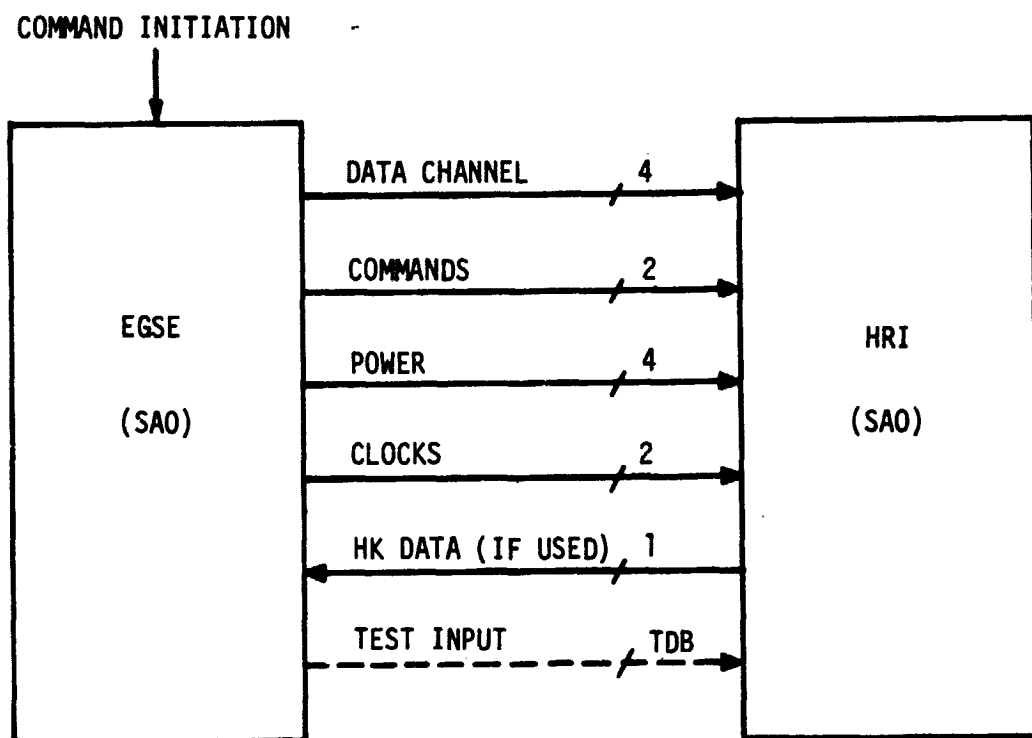 COMMAND INITIATION
DATA CHANNEL 4
COMMANDS 2
EGSE
(SAO)
HRI
(SAO)
POWER 4
CLOCKS 2
HK DATA (IF USED) 1
TEST INPUT TDB